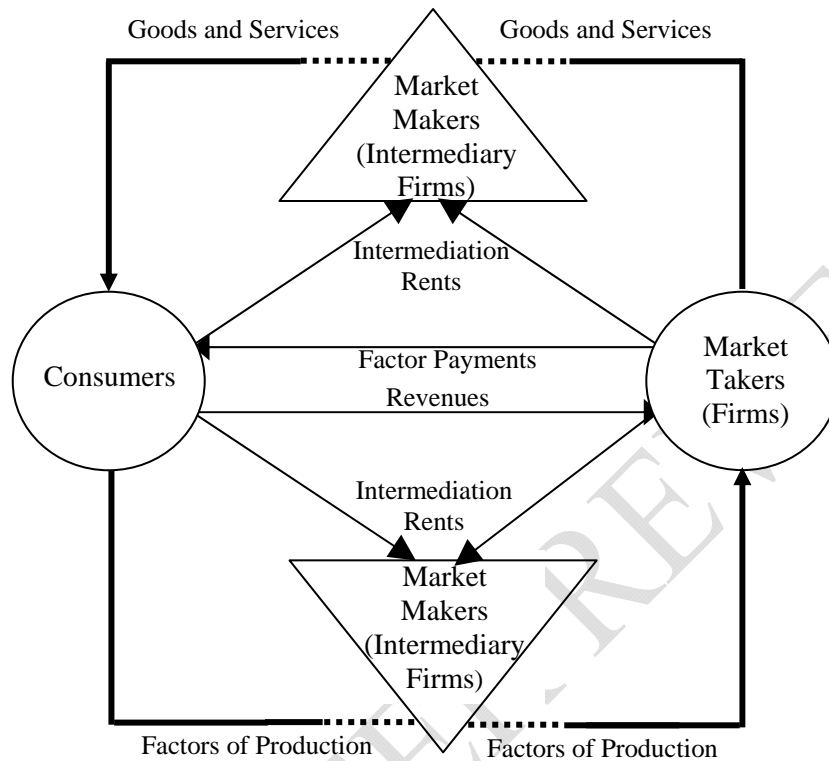 Goods and Services
Goods and Services
Market
Makers
(Intermediary
Firms)
Intermediation
Rents
Consumers
Factor Payments
Revenues
Market
Takers
(Firms)
Intermediation
Rents
Market
Makers
(Intermediary
Firms)
Factors of Production
Factors of Production